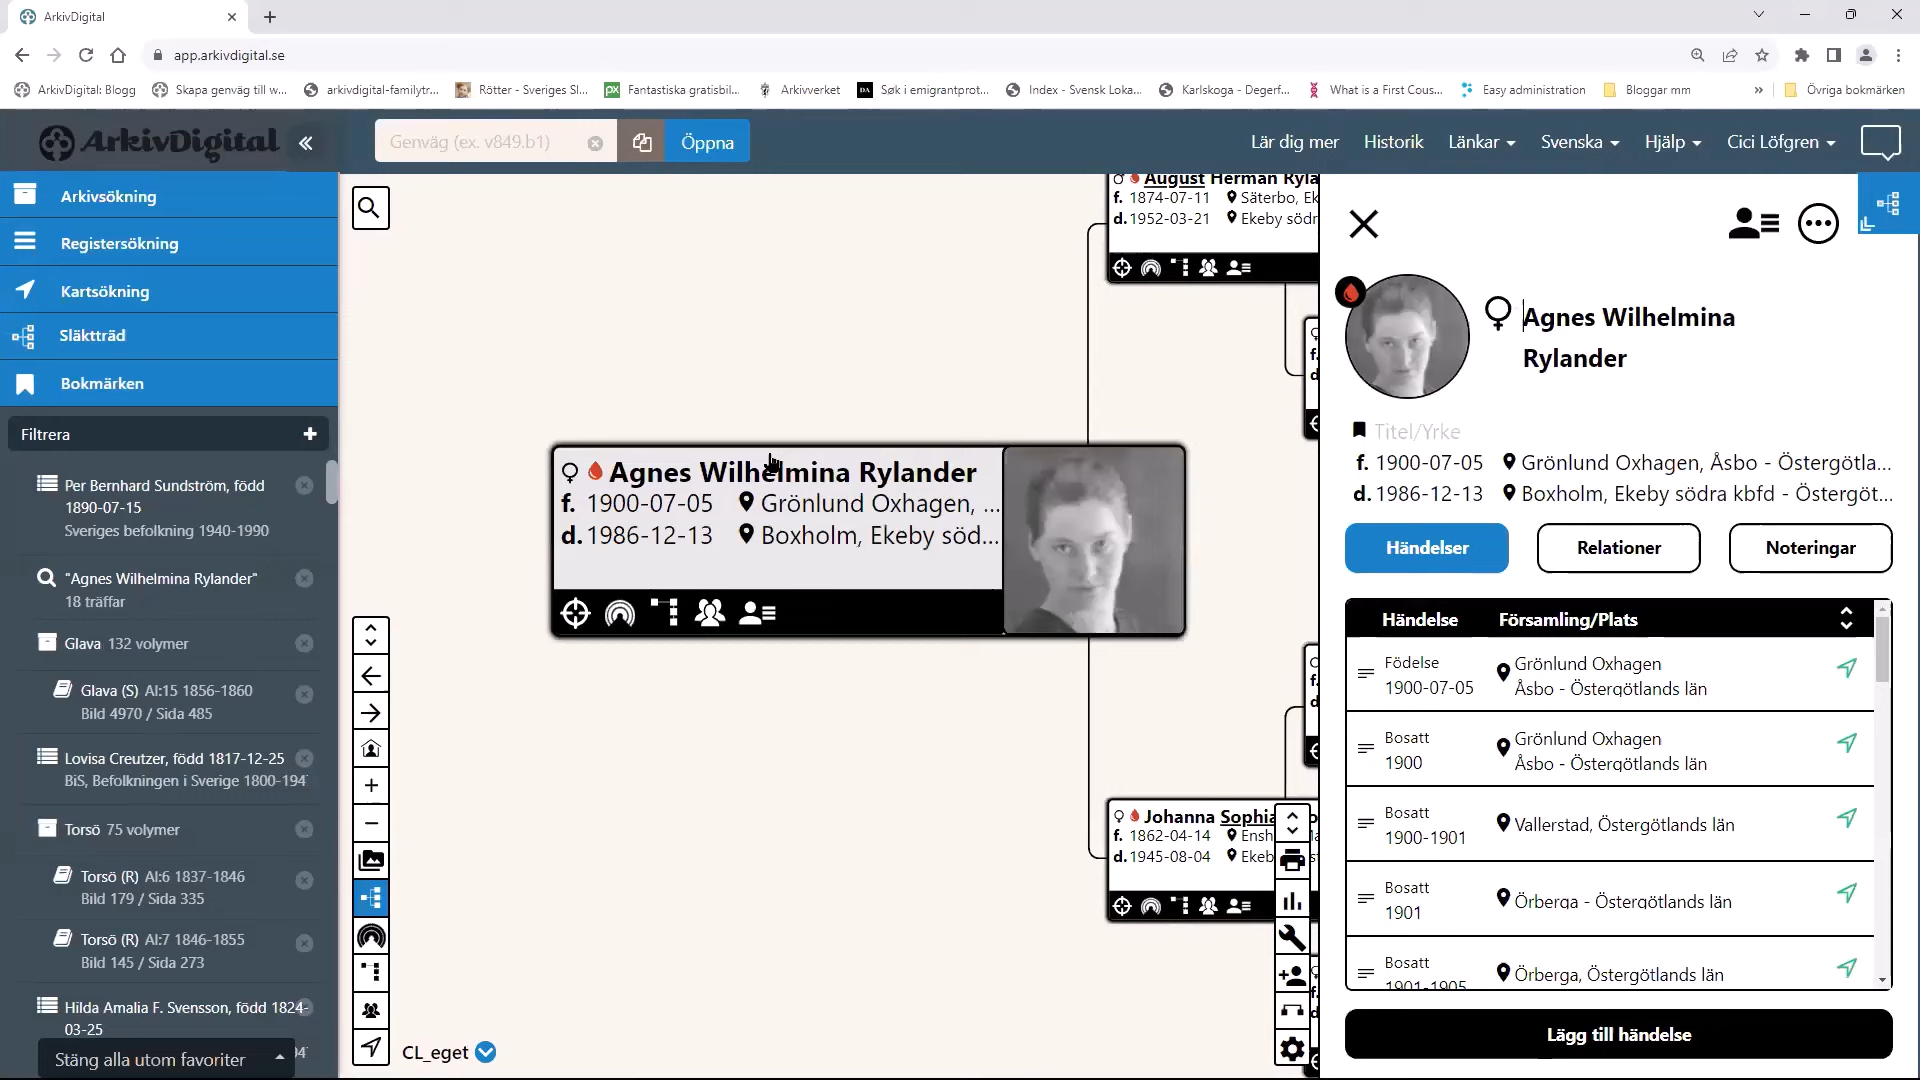 ArkivDigital
app.arkivdigital.se
ArkivDigital: Blogg
Skapa genväg till w...
arkivdigital-familytr...
Rötter - Sveriges Sl...
Fantastiska gratisbil...
Arkivverket
Søk i emigrantprot...
Index - Svensk Loka...
Karlskoga - Degerf...
What is a First Cous...
Easy administration
Bloggar mm
»
Övriga bokmärken
ArkivDigital
Genväg (ex. v849.b1)
Öppna
Lär dig mer
Historik
Länkar
Svenska
Hjälp
Cici Löfgren
Arkivsökning
Registersökning
Kartsökning
Släktträd
Bokmärken
Filtrera
Per Bernhard Sundström, född
1890-07-15
Sveriges befolkning 1940-1990
"Agnes Wilhelmina Rylander"
18 träffar
Glava 132 volymer
Glava (S) AI:15 1856-1860
Bild 4970 / Sida 485
Lovisa Creutzer, född 1817-12-25
BiS, Befolkningen i Sverige 1800-194
Torsö 75 volymer
Torsö (R) AI:6 1837-1846
Bild 179 / Sida 335
Torsö (R) AI:7 1846-1855
Bild 145 / Sida 273
Hilda Amalia F. Svensson, född 1824-
03-25
Stäng alla utom favoriter
August Herman Ryla
f. 1874-07-11 Säterbo, Ek
d. 1952-03-21 Ekeby södr
Agnes Wilhelmina Rylander
f. 1900-07-05 Grönlund Oxhagen, ...
d. 1986-12-13 Boxholm, Ekeby söd...
Johanna Sophia
f. 1862-04-14 Ensh
d. 1945-08-04 Ekeb
CL_eget
Agnes Wilhelmina
Rylander
Titel/Yrke
f. 1900-07-05 Grönlund Oxhagen, Åsbo - Östergötla...
d. 1986-12-13 Boxholm, Ekeby södra kbfd - Östergöt...
Händelser
Relationer
Noteringar
Händelse Församling/Plats
Födelse
1900-07-05
Grönlund Oxhagen
Åsbo - Östergötlands län
Bosatt
1900
Grönlund Oxhagen
Åsbo - Östergötlands län
Bosatt
1900-1901
Vallerstad, Östergötlands län
Bosatt
1901
Örberga - Östergötlands län
Bosatt
1901-1905
Örberga, Östergötlands län
Lägg till händelse